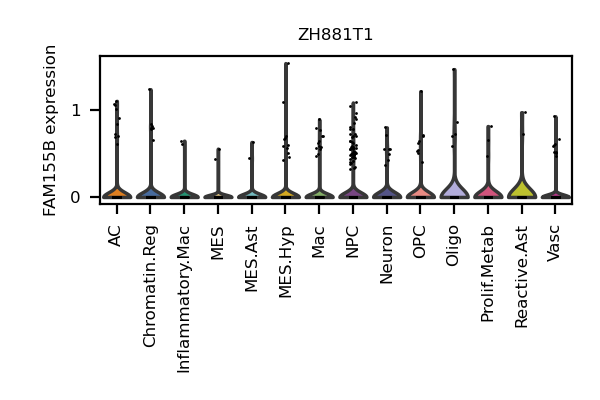 ZH881T1
FAM155B expression
1
0
AC
Chromatin.Reg
Inflammatory.Mac
MES
MES.Ast
MES.Hyp
Mac
NPC
Neuron
OPC
Oligo
Prolif.Metab
Reactive.Ast
Vasc